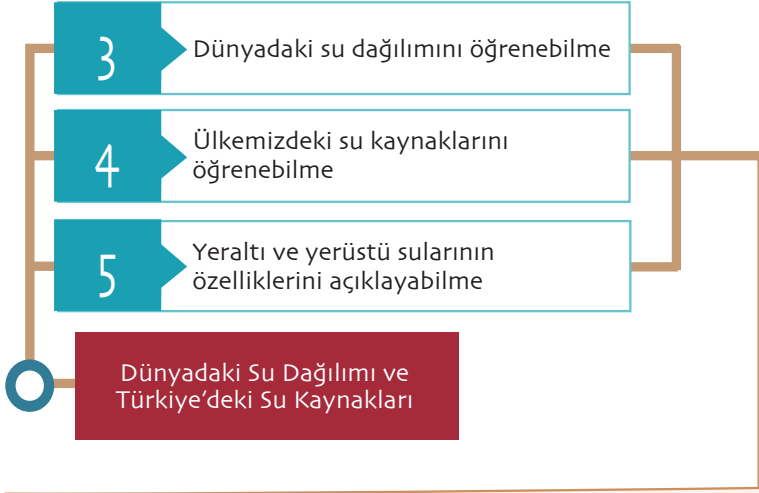 3
Dünyadaki su dağılımını öğrenebilme
4
Ülkemizdeki su kaynaklarını
öğrenebilme
5
Yeraltı ve yerüstü sularının
özelliklerini açıklayabilme
Dünyadaki Su Dağılımı ve
Türkiye’deki Su Kaynakları